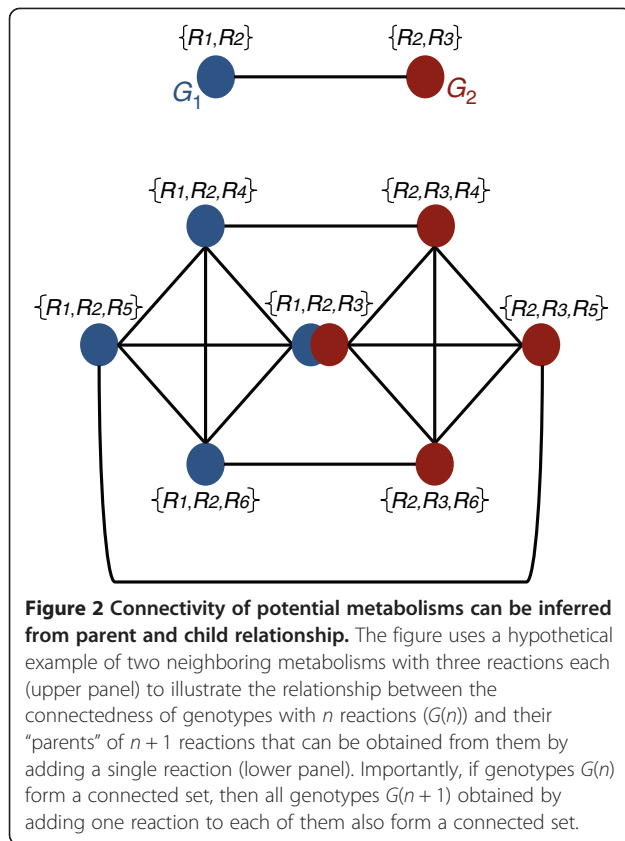 {R1,R2} {R2,R3}
G1 G2
{R1,R2,R4} {R2,R3,R4}
{R1,R2,R5} {R1,R2,R3} {R2,R3,R5}
{R1,R2,R6} {R2,R3,R6}
Figure 2 Connectivity of potential metabolisms can be inferred
from parent and child relationship. The figure uses a hypothetical
example of two neighboring metabolisms with three reactions each
(upper panel) to illustrate the relationship between the
connectedness of genotypes with n reactions (G(n)) and their
"parents" of n + 1 reactions that can be obtained from them by
adding a single reaction (lower panel). Importantly, if genotypes G(n)
form a connected set, then all genotypes G(n + 1) obtained by
adding one reaction to each of them also form a connected set.